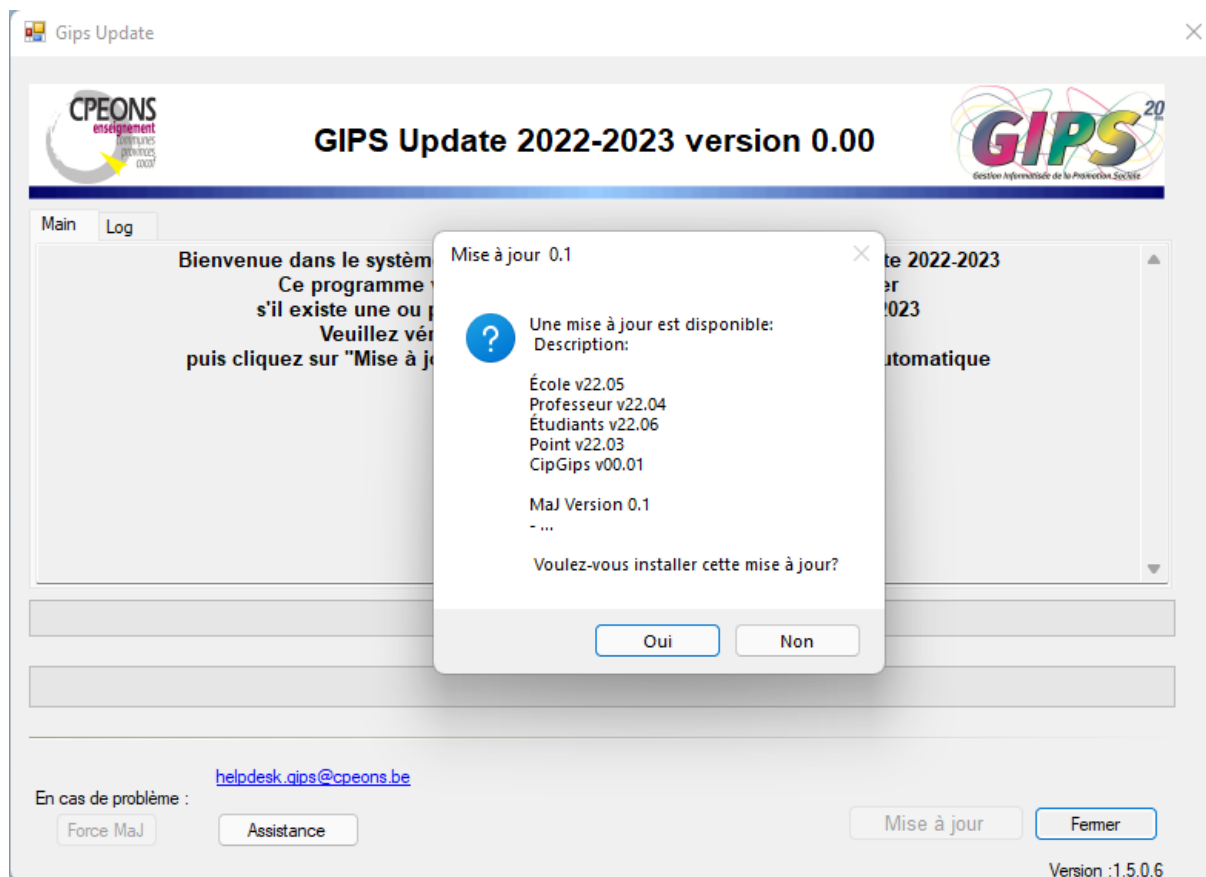 Gips Update
CPEONS
enseignement
communes
provinces
cocof
GIPS Update 2022-2023 version 0.00
GIPS
20
Gestion Informatisée de la Promotion Sociale
Main
Log
Bienvenue dans le systèm
te 2022-2023
Ce programme
er
s'il existe une ou
2023
Veuillez vér
puis cliquez sur "Mise à j
utomatique
Mise à jour 0.1
Une mise à jour est disponible:
Description:
École v22.05
Professeur v22.04
Étudiants v22.06
Point v22.03
CipGips v00.01
MaJ Version 0.1
- ...
Voulez-vous installer cette mise à jour?
Oui
Non
helpdesk.gips@cpeons.be
En cas de problème :
Force MaJ
Assistance
Mise à jour
Fermer
Version :1.5.0.6